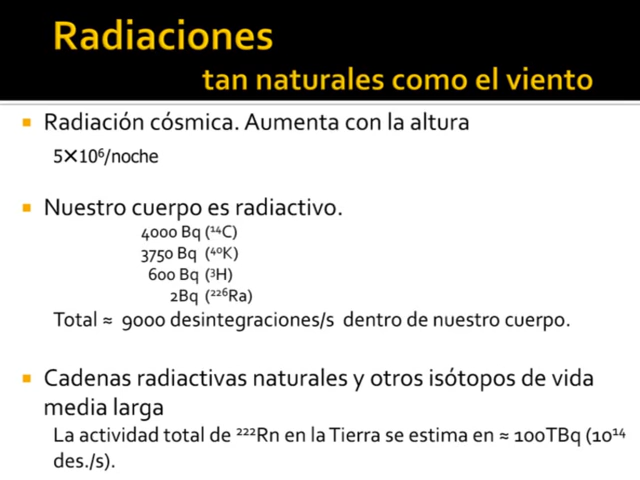 Radiaciones
tan naturales como el viento
▪ Radiación cósmica. Aumenta con la altura
5×10⁶/noche
▪ Nuestro cuerpo es radiactivo.
4000 Bq (¹⁴C)
3750 Bq (⁴⁰K)
600 Bq (³H)
2Bq (²²⁶Ra)
Total ≈ 9000 desintegraciones/s dentro de nuestro cuerpo.
▪ Cadenas radiactivas naturales y otros isótopos de vida
media larga
La actividad total de ²²²Rn en la Tierra se estima en ≈ 100TBq (10¹⁴
des./s).